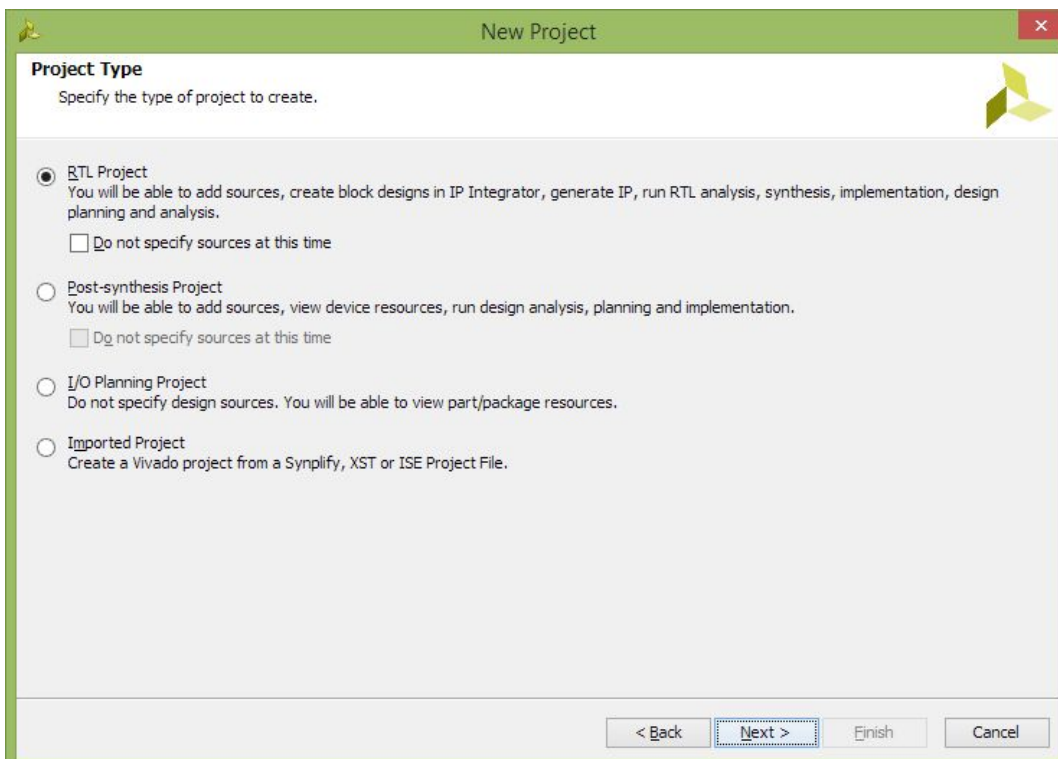 New Project
Project Type
Specify the type of project to create.
RTL Project
You will be able to add sources, create block designs in IP Integrator, generate IP, run RTL analysis, synthesis, implementation, design
planning and analysis.
Do not specify sources at this time
Post-synthesis Project
You will be able to add sources, view device resources, run design analysis, planning and implementation.
Do not specify sources at this time
I/O Planning Project
Do not specify design sources. You will be able to view part/package resources.
Imported Project
Create a Vivado project from a Synplify, XST or ISE Project File.
< Back Next > Finish Cancel